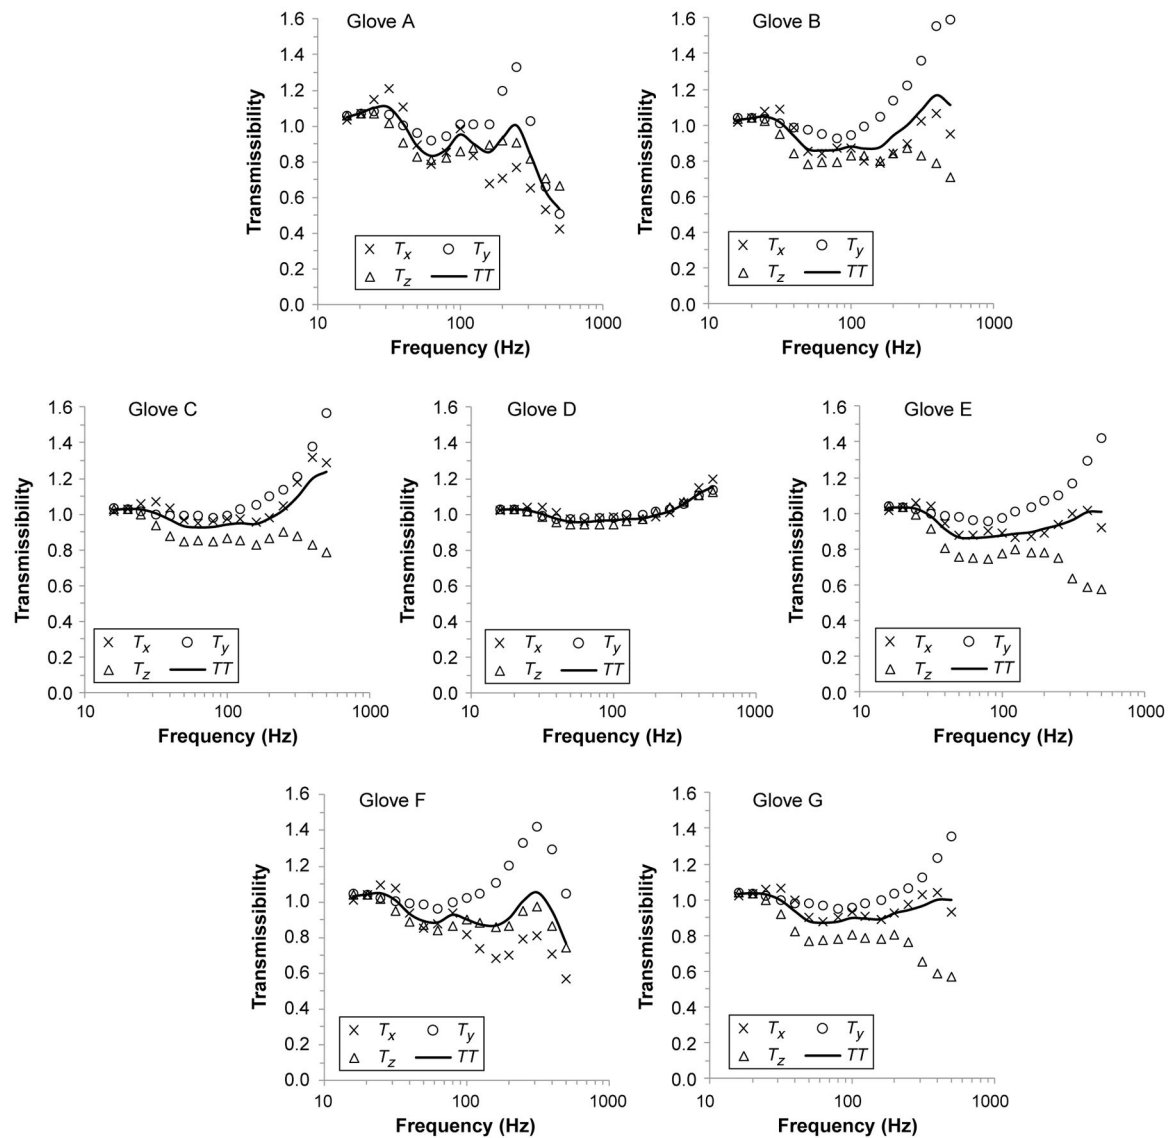 Glove A
1.6
1.4
1.2
1.0
0.8
0.6
0.4
0.2
0.0
Transmissibility
× Tx ○ Ty
△ Tz — TT
10 100 1000
Frequency (Hz)
Glove B
1.6
1.4
1.2
1.0
0.8
0.6
0.4
0.2
0.0
Transmissibility
× Tx ○ Ty
△ Tz — TT
10 100 1000
Frequency (Hz)
Glove C
1.6
1.4
1.2
1.0
0.8
0.6
0.4
0.2
0.0
Transmissibility
× Tx ○ Ty
△ Tz — TT
10 100 1000
Frequency (Hz)
Glove D
1.6
1.4
1.2
1.0
0.8
0.6
0.4
0.2
0.0
Transmissibility
× Tx ○ Ty
△ Tz — TT
10 100 1000
Frequency (Hz)
Glove E
1.6
1.4
1.2
1.0
0.8
0.6
0.4
0.2
0.0
Transmissibility
× Tx ○ Ty
△ Tz — TT
10 100 1000
Frequency (Hz)
Glove F
1.6
1.4
1.2
1.0
0.8
0.6
0.4
0.2
0.0
Transmissibility
× Tx ○ Ty
△ Tz — TT
10 100 1000
Frequency (Hz)
Glove G
1.6
1.4
1.2
1.0
0.8
0.6
0.4
0.2
0.0
Transmissibility
× Tx ○ Ty
△ Tz — TT
10 100 1000
Frequency (Hz)